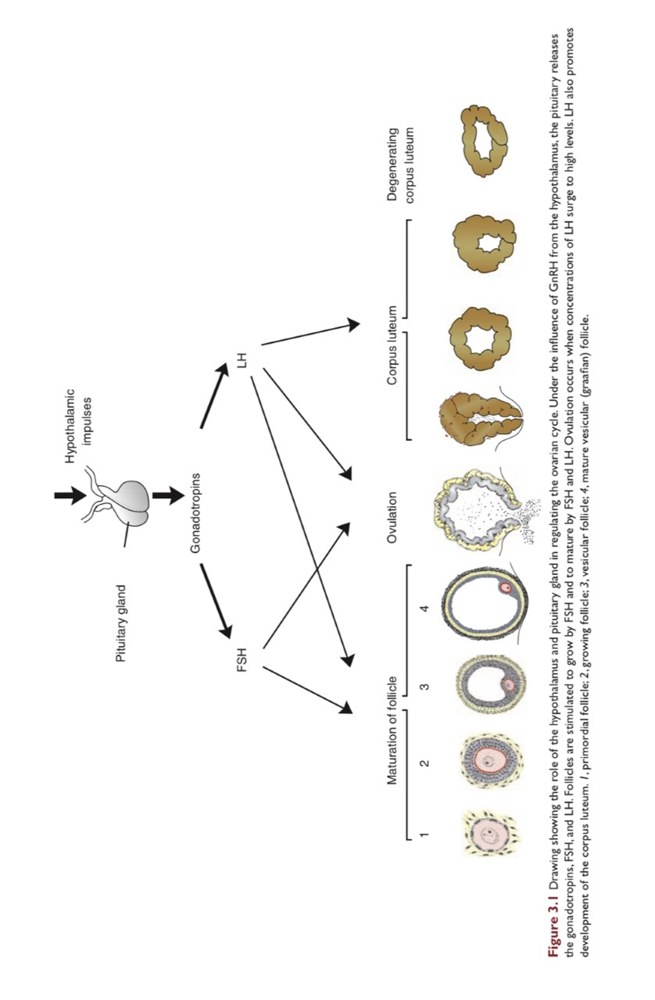 Hypothalamic
impulses
Pituitary gland
Gonadotropins
FSH
LH
Maturation of follicle
Ovulation
Corpus luteum
Degenerating
corpus luteum
1
2
3
4
Figure 3.1 Drawing showing the role of the hypothalamus and pituitary gland in regulating the ovarian cycle. Under the influence of GnRH from the hypothalamus, the pituitary releases
the gonadotropins, FSH, and LH. Follicles are stimulated to grow by FSH and to mature by FSH and LH. Ovulation occurs when concentrations of LH surge to high levels. LH also promotes
development of the corpus luteum. 1, primordial follicle; 2, growing follicle; 3, vesicular follicle; 4, mature vesicular (graafian) follicle.